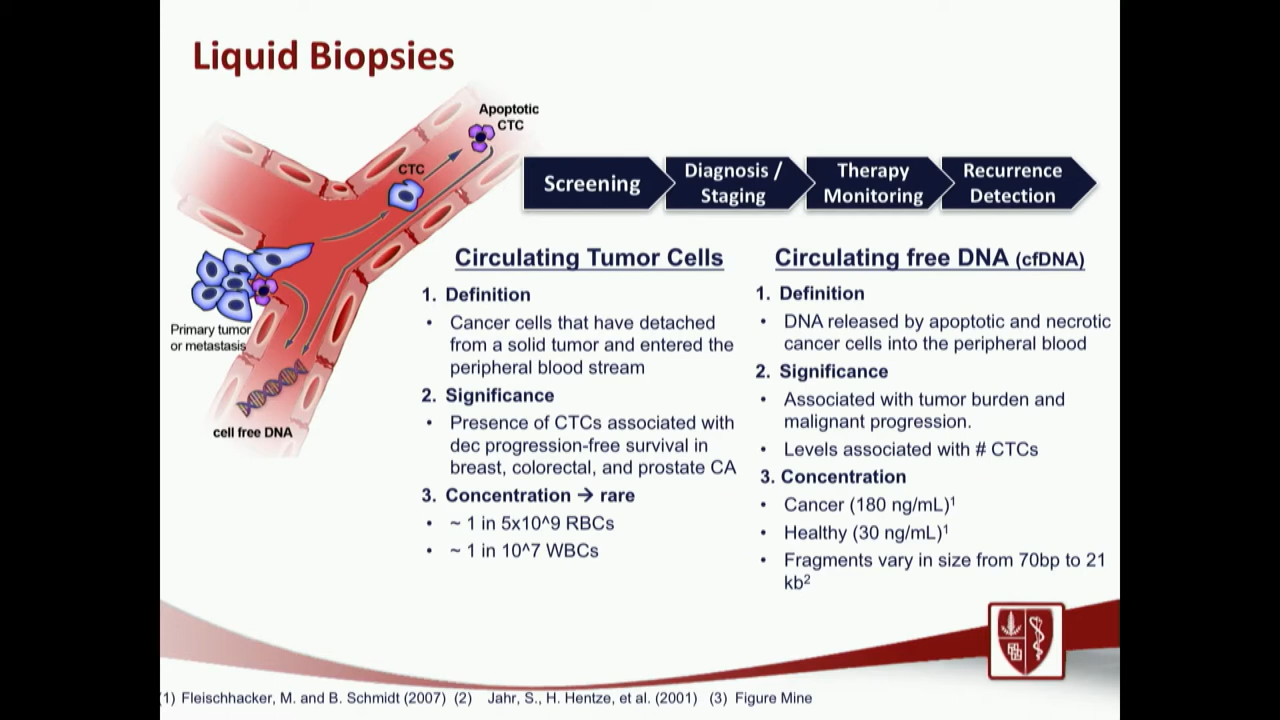 Liquid Biopsies
Apoptotic
CTC
CTC
Primary tumor
or metastasis
cell free DNA
Screening
Diagnosis /
Staging
Therapy
Monitoring
Recurrence
Detection
Circulating Tumor Cells
1. Definition
• Cancer cells that have detached
from a solid tumor and entered the
peripheral blood stream
2. Significance
• Presence of CTCs associated with
dec progression-free survival in
breast, colorectal, and prostate CA
3. Concentration → rare
• ~ 1 in 5x10^9 RBCs
• ~ 1 in 10^7 WBCs
Circulating free DNA (cfDNA)
1. Definition
• DNA released by apoptotic and necrotic
cancer cells into the peripheral blood
2. Significance
• Associated with tumor burden and
malignant progression.
• Levels associated with # CTCs
3. Concentration
• Cancer (180 ng/mL)¹
• Healthy (30 ng/mL)¹
• Fragments vary in size from 70bp to 21
kb²
1) Fleischhacker, M. and B. Schmidt (2007) (2) Jahr, S., H. Hentze, et al. (2001) (3) Figure Mine